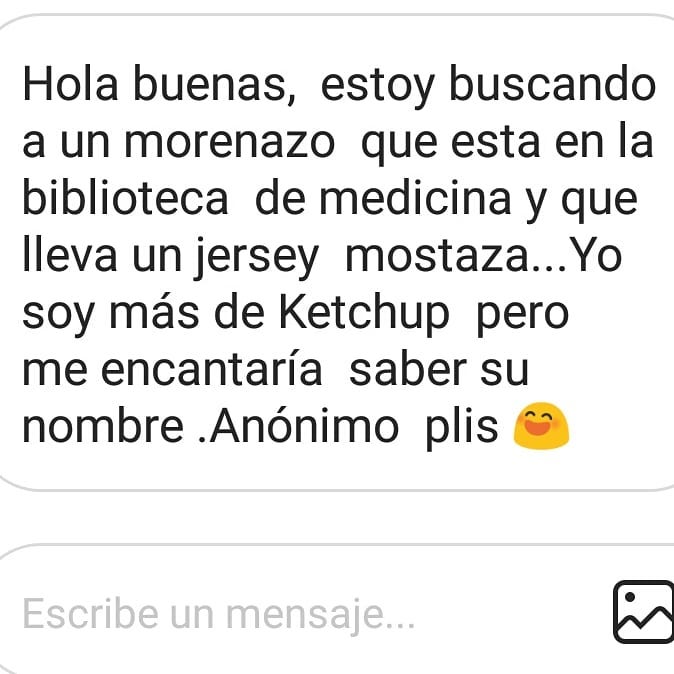 Hola buenas, estoy buscando
a un morenazo que esta en la
biblioteca de medicina y que
lleva un jersey mostaza...Yo
soy más de Ketchup pero
me encantaría saber su
nombre .Anónimo plis 😄
Escribe un mensaje...